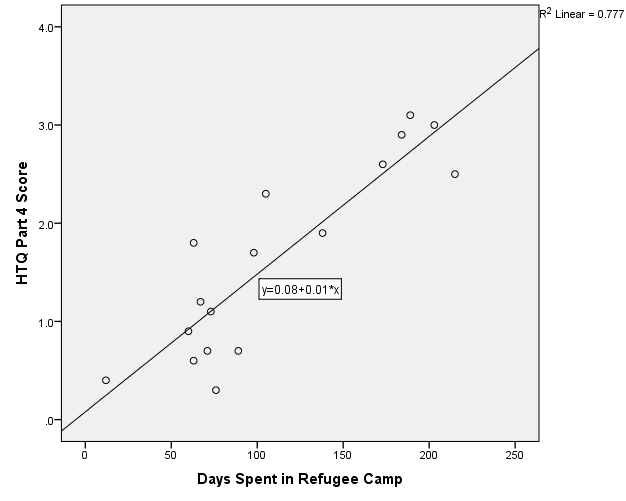 R² Linear = 0.777
4.0
3.0
2.0
1.0
.0
HTQ Part 4 Score
y=0.08+0.01*x
0 50 100 150 200 250
Days Spent in Refugee Camp